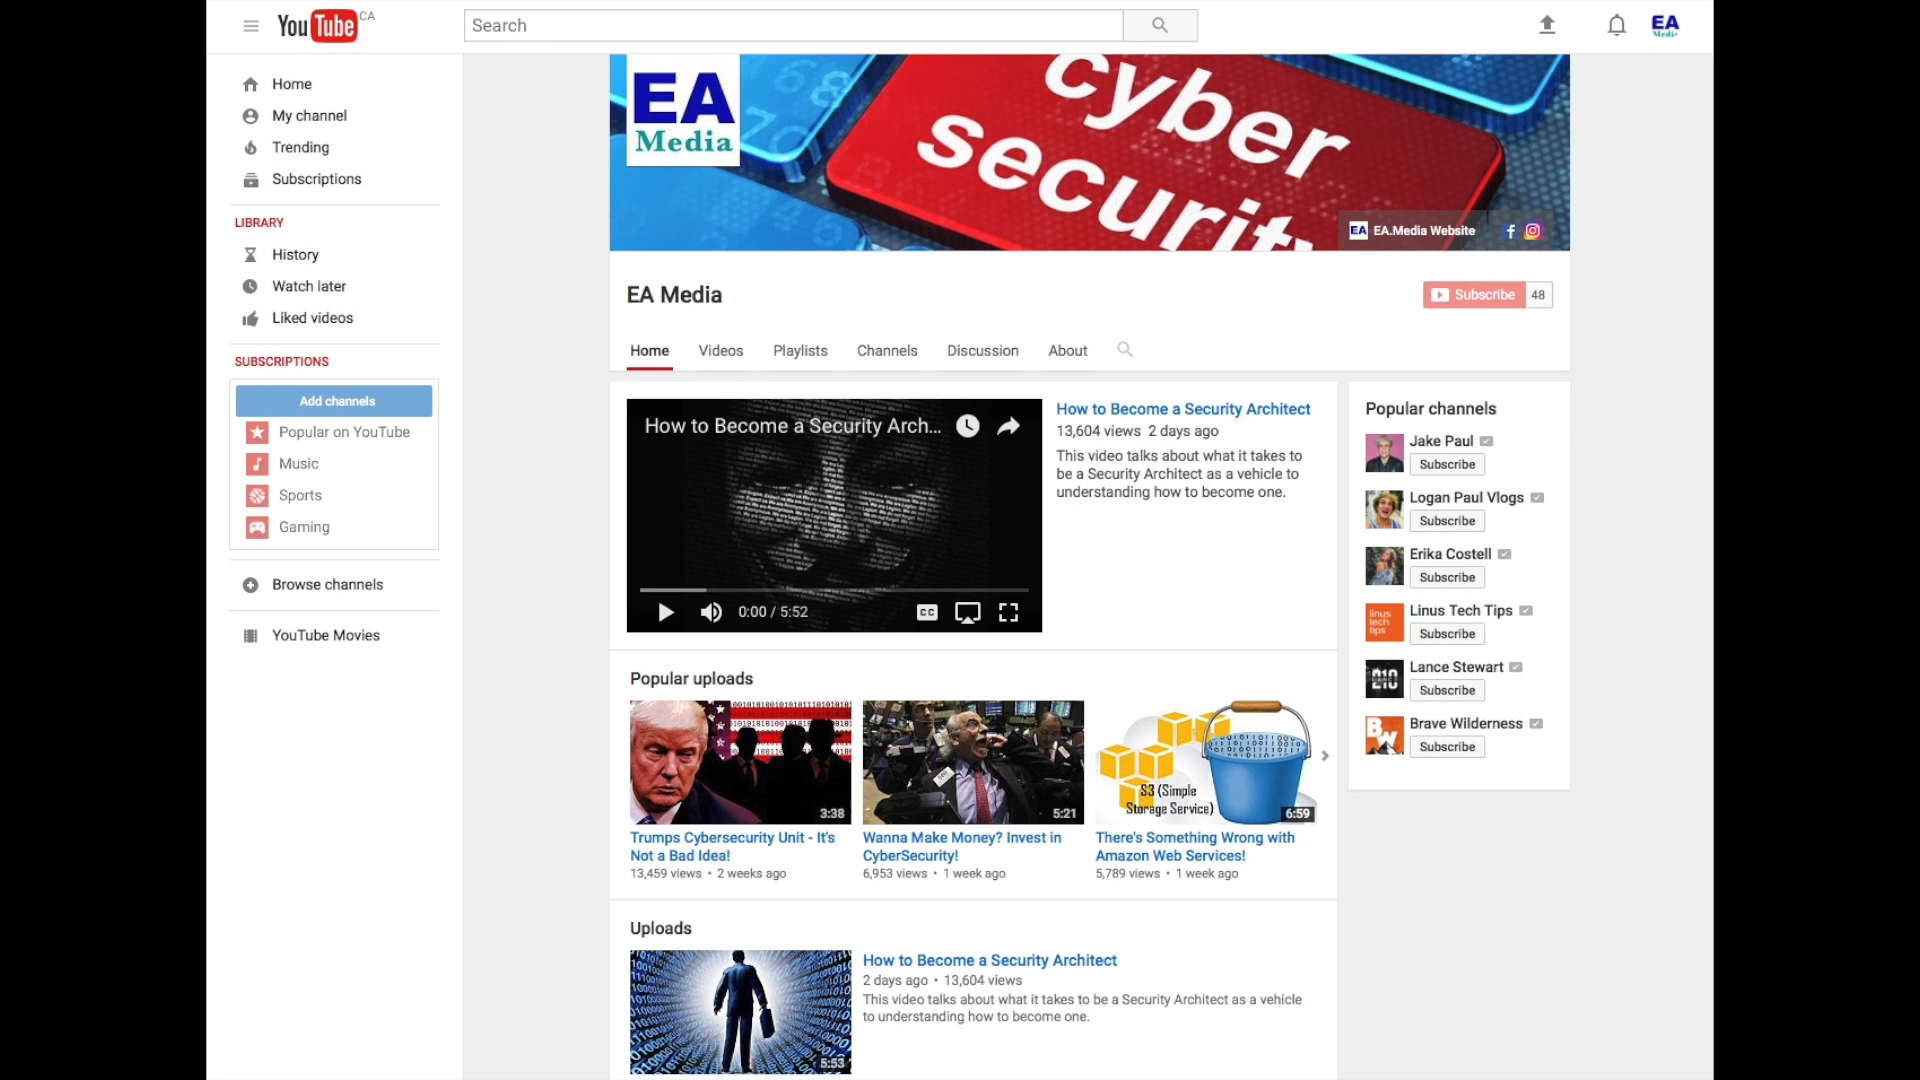 YouTube CA
Search
EA
Media
Home
My channel
Trending
Subscriptions
LIBRARY
History
Watch later
Liked videos
SUBSCRIPTIONS
Add channels
Popular on YouTube
Music
Sports
Gaming
Browse channels
YouTube Movies
EA
Media
cyber
security
EA EA.Media Website
EA Media
Subscribe 48
Home Videos Playlists Channels Discussion About
How to Become a Security Arch...
0:00 / 5:52
CC
How to Become a Security Architect
13,604 views 2 days ago
This video talks about what it takes to
be a Security Architect as a vehicle to
understanding how to become one.
Popular uploads
3:38
Trumps Cybersecurity Unit - It's
Not a Bad Idea!
13,459 views • 2 weeks ago
5:21
Wanna Make Money? Invest in
CyberSecurity!
6,953 views • 1 week ago
S3 (Simple
Storage Service)
6:59
There's Something Wrong with
Amazon Web Services!
5,789 views • 1 week ago
Uploads
5:53
How to Become a Security Architect
2 days ago • 13,604 views
This video talks about what it takes to be a Security Architect as a vehicle
to understanding how to become one.
Popular channels
Jake Paul
Subscribe
Logan Paul Vlogs
Subscribe
Erika Costell
Subscribe
linus
tech
tips
Linus Tech Tips
Subscribe
Lance Stewart
Subscribe
BW
Brave Wilderness
Subscribe